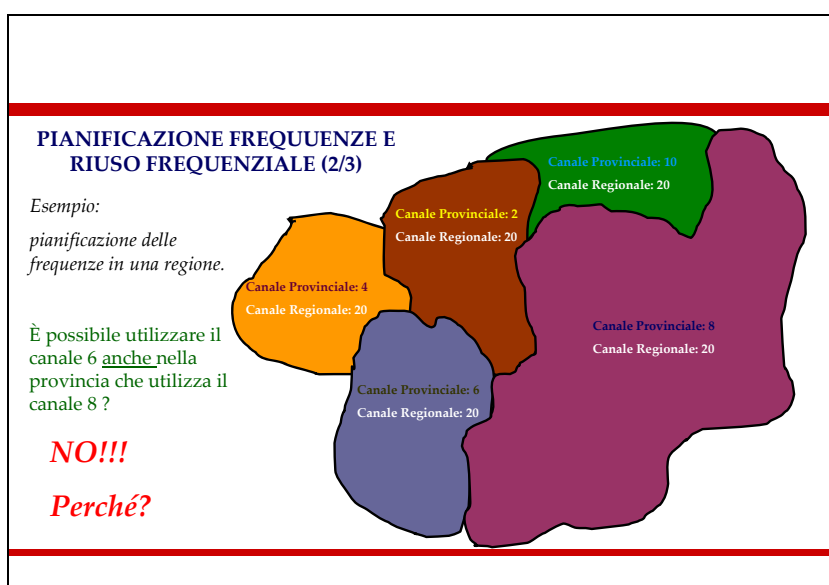 PIANIFICAZIONE FREQUUENZE E
RIUSO FREQUENZIALE (2/3)
Esempio:
pianificazione delle
frequenze in una regione.
È possibile utilizzare il
canale 6 anche nella
provincia che utilizza il
canale 8 ?
NO!!!
Perché?
Canale Provinciale: 10
Canale Regionale: 20
Canale Provinciale: 2
Canale Regionale: 20
Canale Provinciale: 4
Canale Regionale: 20
Canale Provinciale: 8
Canale Regionale: 20
Canale Provinciale: 6
Canale Regionale: 20